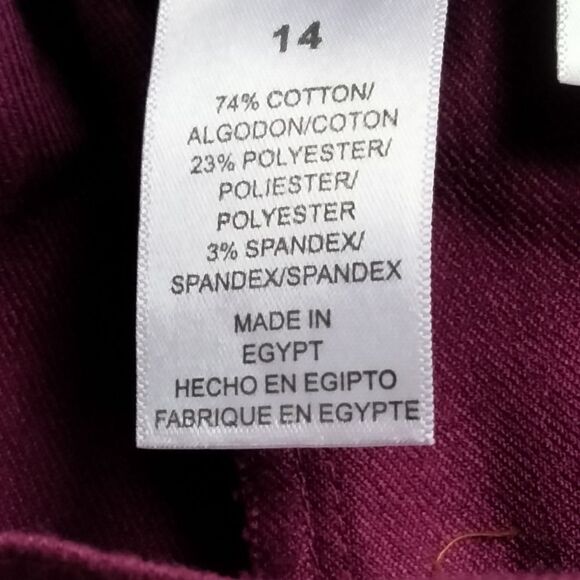 14
74% COTTON/
ALGODON/COTON
23% POLYESTER/
POLIESTER/
POLYESTER
3% SPANDEX/
SPANDEX/SPANDEX
MADE IN
EGYPT
HECHO EN EGIPTO
FABRIQUE EN EGYPTE